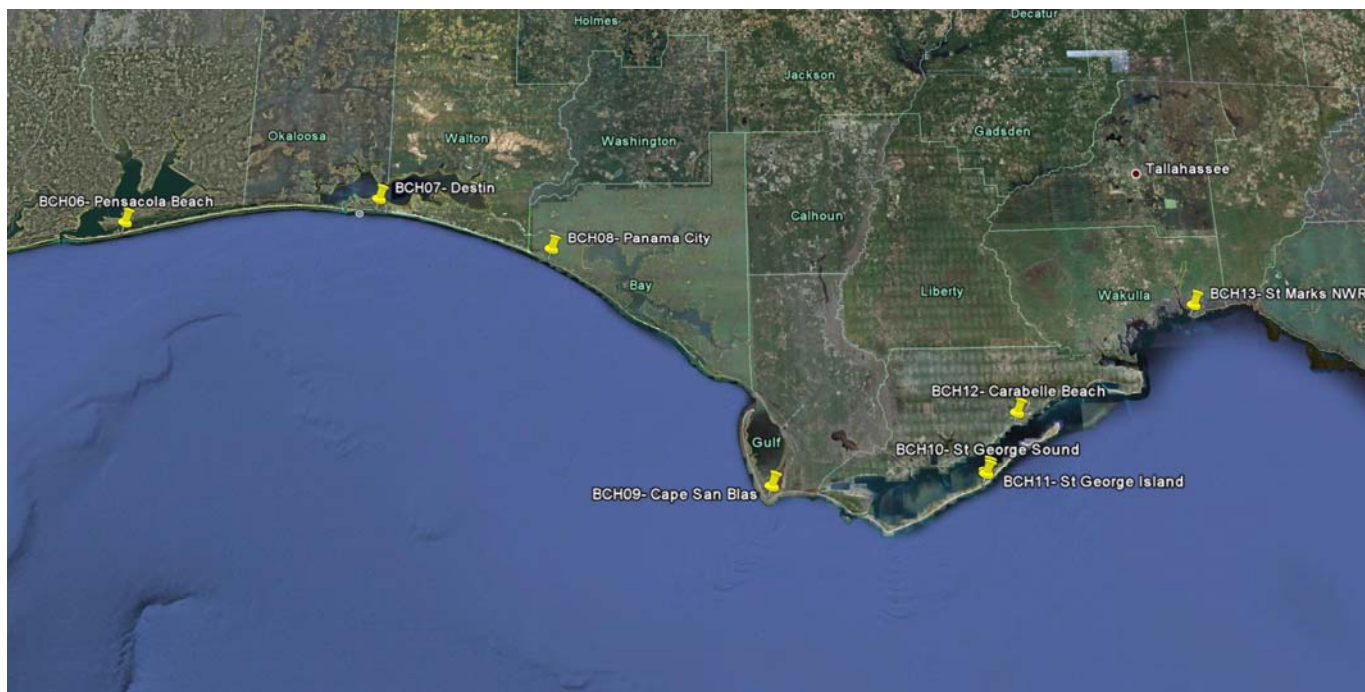 Holmes
Decatur
Jackson
Okaloosa
Walton
Washington
Gadsden
Tallahassee
BCH07- Destin
BCH06- Pensacola Beach
Calhoun
BCH08- Panama City
Bay
Liberty
Wakulla
BCH13- St Marks NWR
BCH12- Carabelle Beach
Gulf
BCH10- St George Sound
BCH11- St George Island
BCH09- Cape San Blas